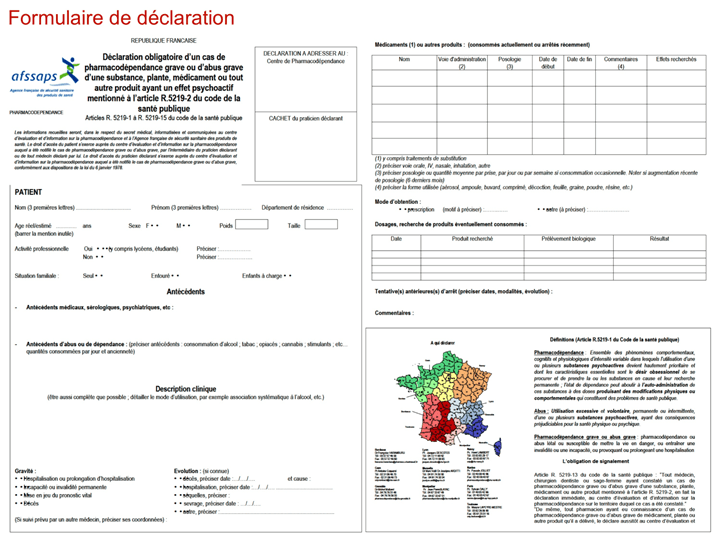 Formulaire de déclaration
REPUBLIQUE FRANCAISE
afssaps
Agence française de sécurité sanitaire
des produits de santé
PHARMACODEPENDANCE
Déclaration obligatoire d'un cas de
pharmacodépendance grave ou d'abus grave
d'une substance, plante, médicament ou tout
autre produit ayant un effet psychoactif
mentionné à l'article R.5219-2 du code de la
santé publique
Articles R. 5219-1 à R. 5219-15 du code de la santé publique
DECLARATION A ADRESSER AU :
Centre de Pharmacodépendance
CACHET du praticien déclarant
Les informations recueillies seront, dans le respect du secret médical, informatisées et communiquées au centre
d'évaluation et d'information sur la pharmacodépendance et à l'Agence française de sécurité sanitaire des produits de
santé. Le droit d'accès du patient s'exerce auprès du centre d'évaluation et d'information sur la pharmacodépendance
auquel a été notifié le cas de pharmacodépendance grave ou d'abus grave, par l'intermédiaire du praticien déclarant
ou de tout médecin désigné par lui. Le droit d'accès du praticien déclarant s'exerce auprès du centre d'évaluation et
d'information sur la pharmacodépendance auquel a été notifié le cas de pharmacodépendance grave ou d'abus grave,
conformément aux dispositions de la loi du 6 janvier 1978.
PATIENT
Nom (3 premières lettres) ........................ Prénom (3 premières lettres) ................ Département de résidence ................
Age réel/estimé ............ ans Sexe F • • M • • Poids Taille
(barrer la mention inutile)
Activité professionnelle Oui • • (y compris lycéens, étudiants) Préciser :................
Non • • Préciser :................
Situation familiale : Seul • • Entouré • • Enfants à charge • •
Antécédents
- Antécédents médicaux, sérologiques, psychiatriques, etc :
- Antécédents d'abus ou de dépendance : (préciser antécédents : consommation d'alcool ; tabac ; opiacés ; cannabis ; stimulants ; etc...
quantités consommées par jour et ancienneté)
Description clinique
(être aussi complète que possible ; détailler le mode d'utilisation, par exemple association systématique à l'alcool, etc.)
Gravité :
• • Hospitalisation ou prolongation d'hospitalisation
• • Incapacité ou invalidité permanente
• • Mise en jeu du pronostic vital
• • Décès
(Si suivi prévu par un autre médecin, préciser ses coordonnées)
Evolution : (si connue)
• • décès, préciser date :..../..../.... et cause : ................
• • hospitalisation, préciser date :..../..../....
• • séquelles, préciser :
• • sevrage, préciser date :..../..../....
• • autre, préciser :................
Médicaments (1) ou autres produits : (consommés actuellement ou arrêtés récemment)
Nom Voie d'administration (2) Posologie (3) Date de début Date de fin Commentaires (4) Effets recherchés
(1) y compris traitements de substitution
(2) préciser voie orale, IV, nasale, inhalation, autre
(3) préciser posologie ou quantité moyenne par prise, par jour ou par semaine si consommation occasionnelle. Noter si augmentation récente
de posologie (6 derniers mois)
(4) préciser la forme utilisée (aérosol, ampoule, buvard, comprimé, décoction, feuille, graine, poudre, résine, etc.)
Mode d'obtention :
• • prescription (motif à préciser) :............ • • autre (à préciser) :................
Dosages, recherche de produits éventuellement consommés :
Date Produit recherché Prélèvement biologique Résultat
Tentative(s) antérieures(s) d'arrêt (préciser dates, modalités, évolution) :
Commentaires :
A qui déclarer
Définitions (Article R.5219-1 du Code de la santé publique)
Pharmacodépendance : Ensemble des phénomènes comportementaux,
cognitifs et physiologiques d'intensité variable dans lesquels l'utilisation d'une
ou plusieurs substances psychoactives devient hautement prioritaire et
dont les caractéristiques essentielles sont le désir obsessionnel de se
procurer et de prendre la ou les substances en cause et leur recherche
permanente ; l'état de dépendance peut aboutir à l'auto-administration de
ces substances à des doses produisant des modifications physiques ou
comportementales qui constituent des problèmes de santé publique.
Abus : Utilisation excessive et volontaire, permanente ou intermittente,
d'une ou plusieurs substances psychoactives, ayant des conséquences
préjudiciables pour la santé physique ou psychique.
Pharmacodépendance grave ou abus grave : pharmacodépendance ou
abus létal ou susceptible de mettre la vie en danger, ou entraîner une
invalidité ou une incapacité, ou provoquant ou prolongeant une hospitalisation
L'obligation de signalement
Article R. 5219-13 du code de la santé publique : "Tout médecin,
chirurgien dentiste ou sage-femme ayant constaté un cas de
pharmacodépendance grave ou d'abus grave d'une substance, plante,
médicament ou autre produit mentionné à l'article R. 5219-2, en fait la
déclaration immédiate, au centre d'évaluation et d'information sur la
pharmacodépendance sur le territoire duquel ce cas a été constaté."
"De même, tout pharmacien ayant eu connaissance d'un cas de
pharmacodépendance grave ou d'abus grave de médicament, plante ou
autre produit qu'il a délivré, le déclare aussitôt au centre d'évaluation et